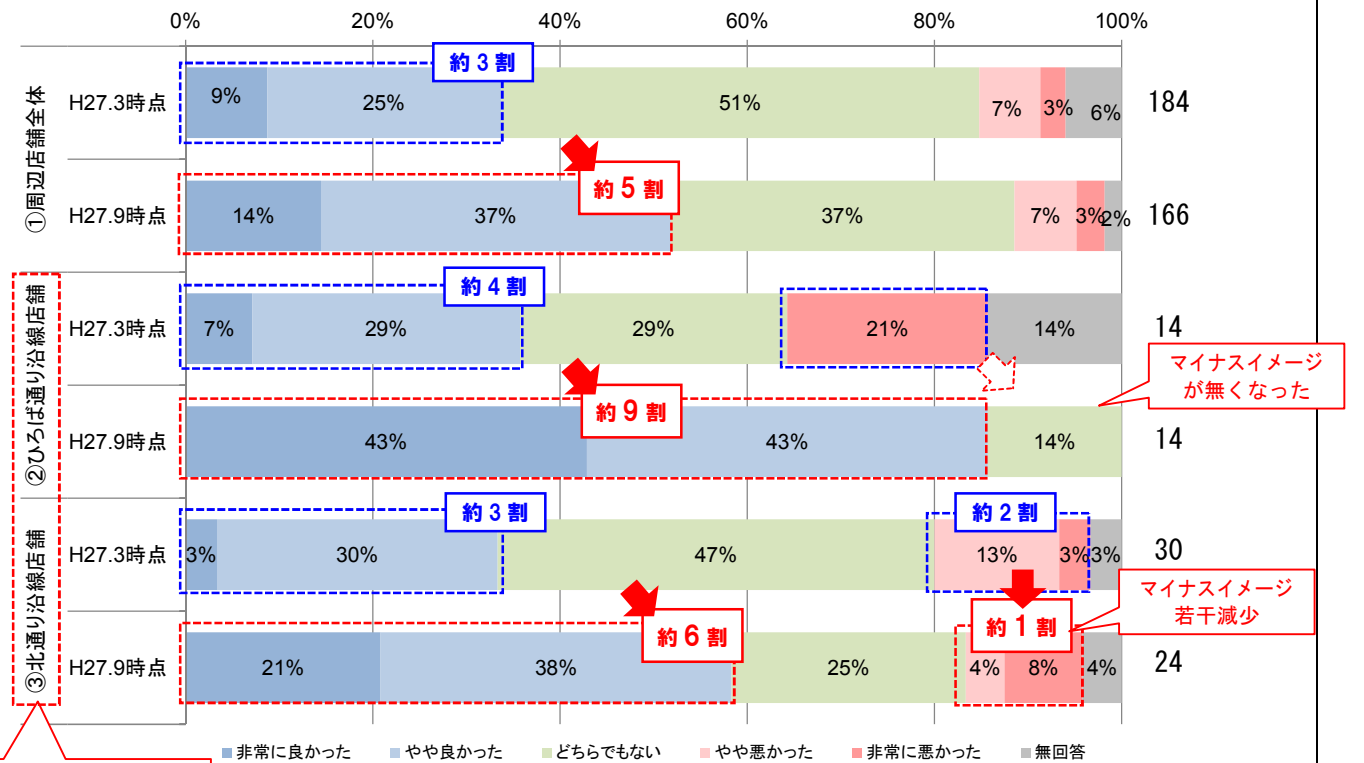 0% 20% 40% 60% 80% 100%
①周辺店舗全体
H27.3時点 9% 25% 51% 7% 3% 6% 184
約3割
H27.9時点 14% 37% 37% 7% 3% 2% 166
約5割
②ひろば通り沿線店舗
H27.3時点 7% 29% 29% 21% 14% 14
約4割
マイナスイメージ
が無くなった
H27.9時点 43% 43% 14% 14
約9割
③北通り沿線店舗
H27.3時点 3% 30% 47% 13% 3% 3% 30
約3割
約2割
マイナスイメージ
若干減少
H27.9時点 21% 38% 25% 4% 8% 4% 24
約6割
約1割
非常に良かった やや良かった どちらでもない やや悪かった 非常に悪かった 無回答